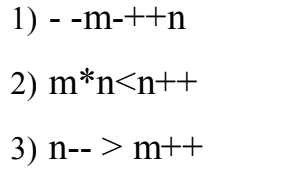 1) - -m-++n
2) m*n<n++
3) n-- > m++